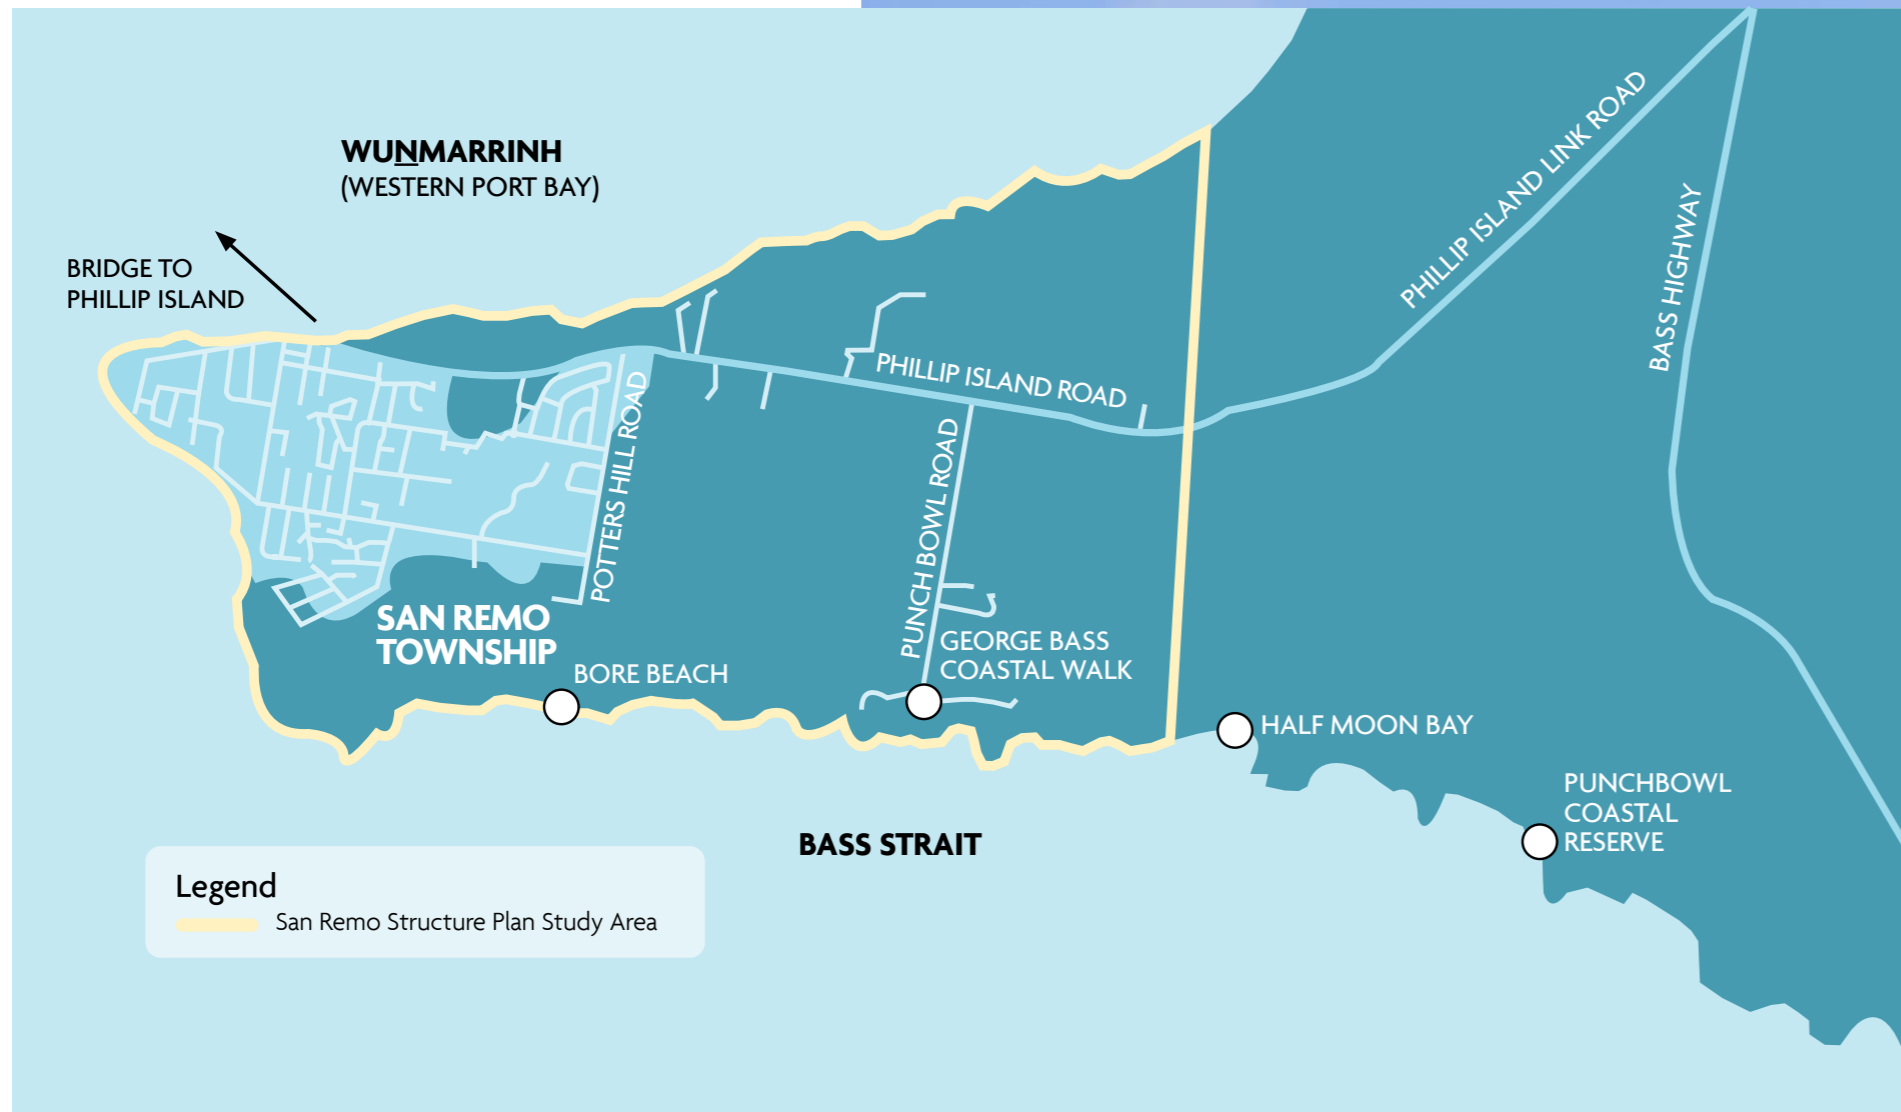 WUNMARRINH
(WESTERN PORT BAY)
BRIDGE TO
PHILLIP ISLAND
PHILLIP ISLAND LINK ROAD
BASS HIGHWAY
PHILLIP ISLAND ROAD
POTTERS HILL ROAD
PUNCH BOWL ROAD
SAN REMO
TOWNSHIP
BORE BEACH
GEORGE BASS
COASTAL WALK
HALF MOON BAY
PUNCHBOWL
COASTAL
RESERVE
BASS STRAIT
Legend
San Remo Structure Plan Study Area